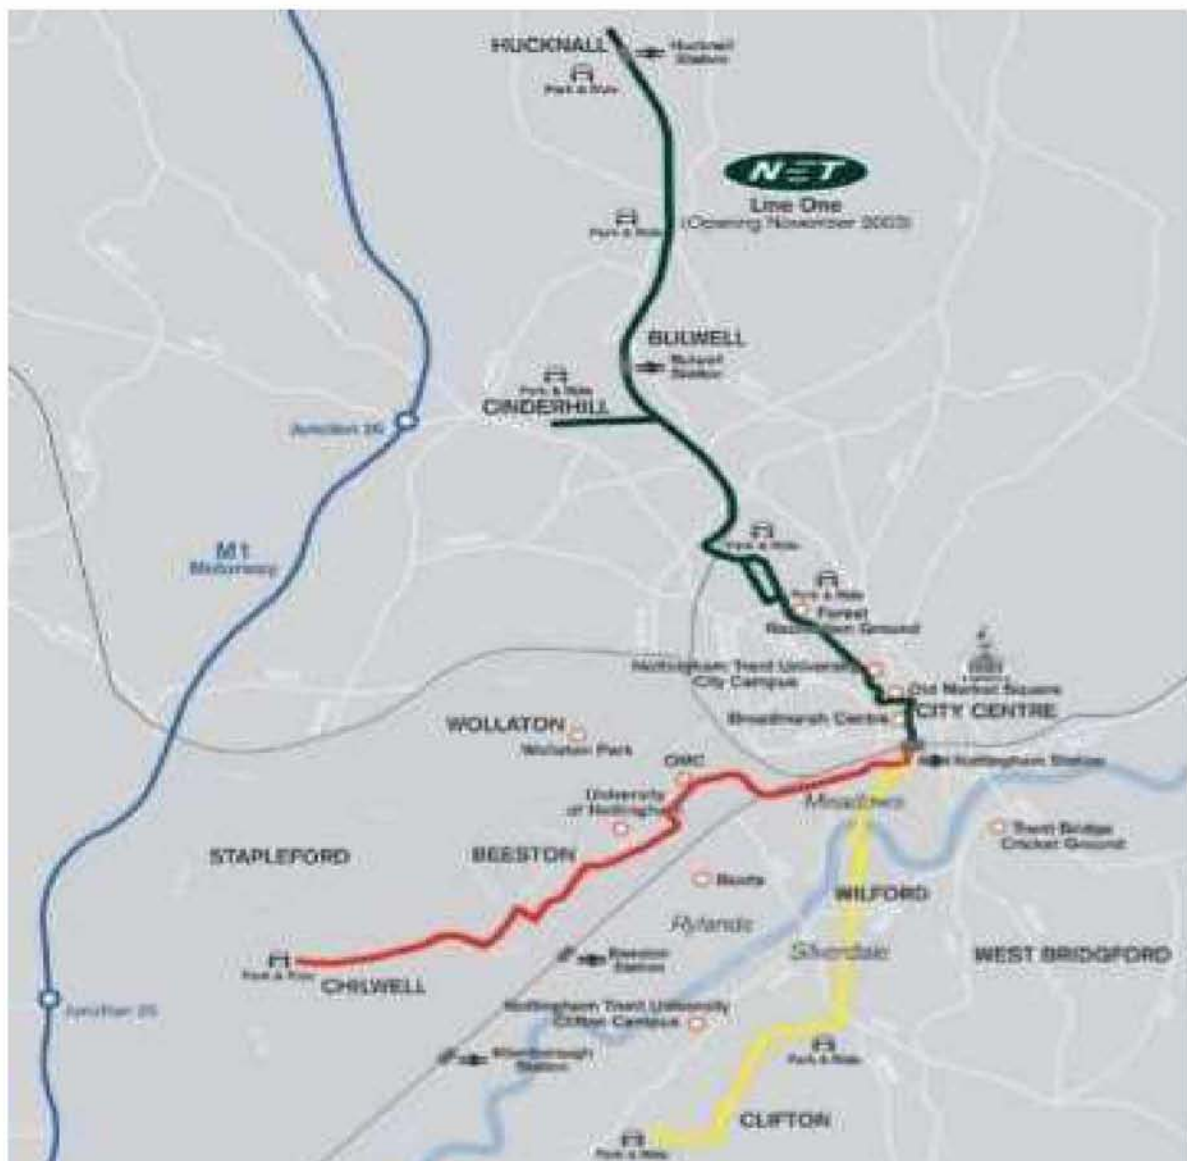 HUCKNALL
Hucknall
Station
Park & Ride
NET
Line One
(Opening November 2003)
Park & Ride
BULWELL
Bulwell
Station
Park & Ride
CINDERHILL
Junction 26
M1
Motorway
Park & Ride
Park & Ride
Forest
Recreation Ground
Nottingham Trent University
City Campus
Old Market Square
CITY CENTRE
Broadmarsh Centre
WOLLATON
Wollaton Park
QMC
Nottingham Station
University
of Nottingham
Meadows
Trent Bridge
Cricket Ground
STAPLEFORD
BEESTON
Boots
WILFORD
Rylands
Silverdale
WEST BRIDGFORD
Beeston
Station
Park & Ride
CHILWELL
Junction 25
Nottingham Trent University
Clifton Campus
Attenborough
Station
Park & Ride
CLIFTON
Park & Ride